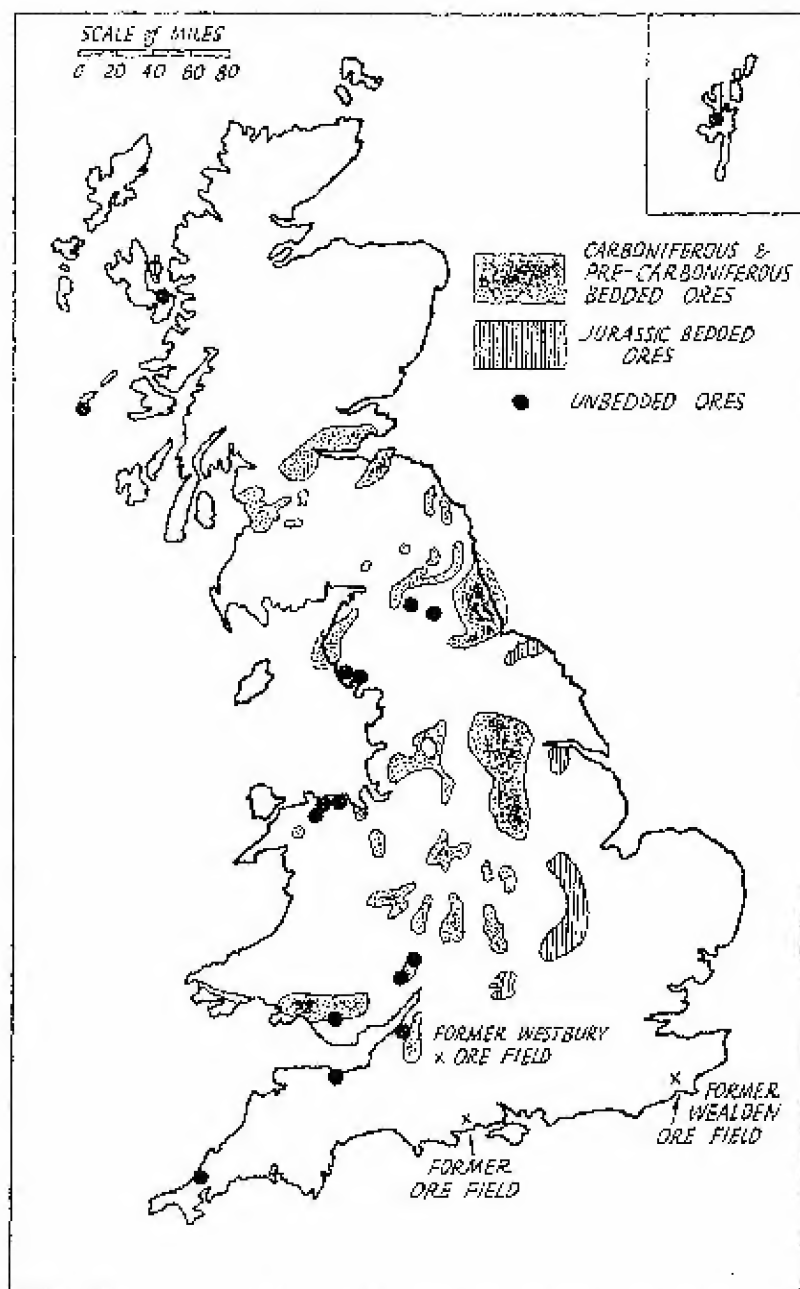 SCALE of MILES
0 20 40 60 80
CARBONIFEROUS &
PRE-CARBONIFEROUS
BEDDED ORES
JURASSIC BEDDED
ORES
UNBEDDED ORES
FORMER WESTBURY
x ORE FIELD
x
FORMER
WEALDEN
ORE FIELD
x
FORMER
ORE FIELD